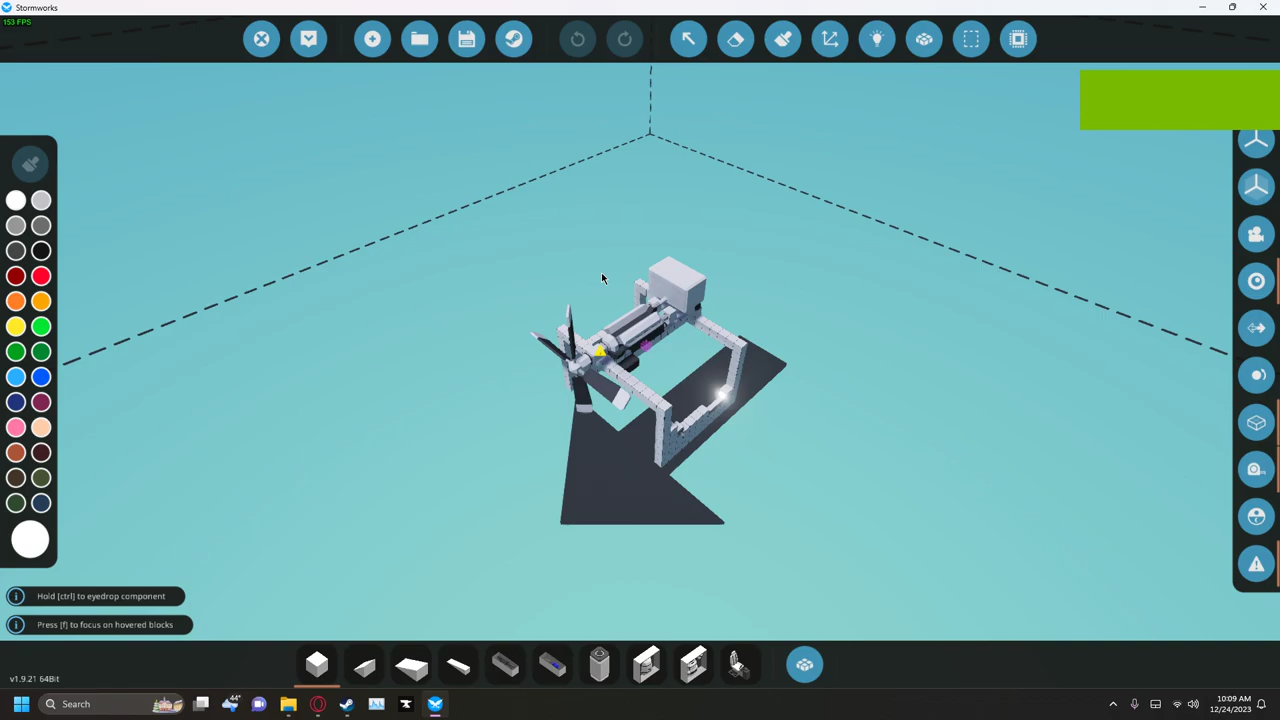 Stormworks
153 FPS
Hold [ctrl] to eyedrop component
Press [f] to focus on hovered blocks
v1.9.21 64Bit
Search
44°
10:09 AM
12/24/2023